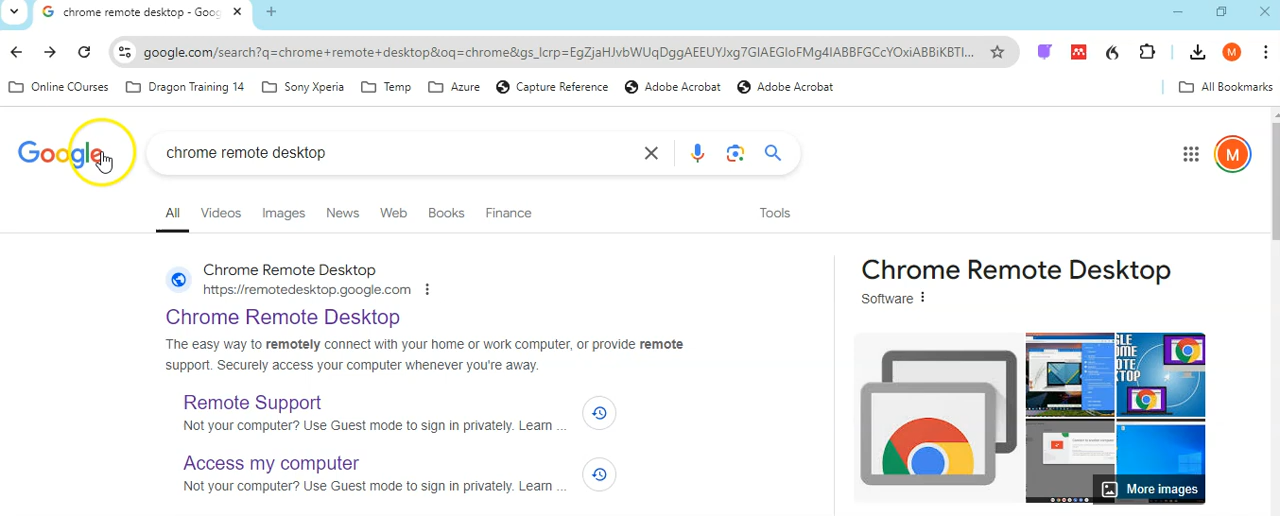 chrome remote desktop - Goog
google.com/search?q=chrome+remote+desktop&oq=chrome&gs_lcrp=EgZjaHJvbWUqDggAEEUYJxg7GIAEGIoFMg4IABBFGCcYOxiABBiKBTI...
M
Online COurses
Dragon Training 14
Sony Xperia
Temp
Azure
Capture Reference
Adobe Acrobat
Adobe Acrobat
All Bookmarks
Google
chrome remote desktop
M
All Videos Images News Web Books Finance Tools
Chrome Remote Desktop
https://remotedesktop.google.com
Chrome Remote Desktop
The easy way to remotely connect with your home or work computer, or provide remote
support. Securely access your computer whenever you're away.
Remote Support
Not your computer? Use Guest mode to sign in privately. Learn ...
Access my computer
Not your computer? Use Guest mode to sign in privately. Learn ...
Chrome Remote Desktop
Software
More images